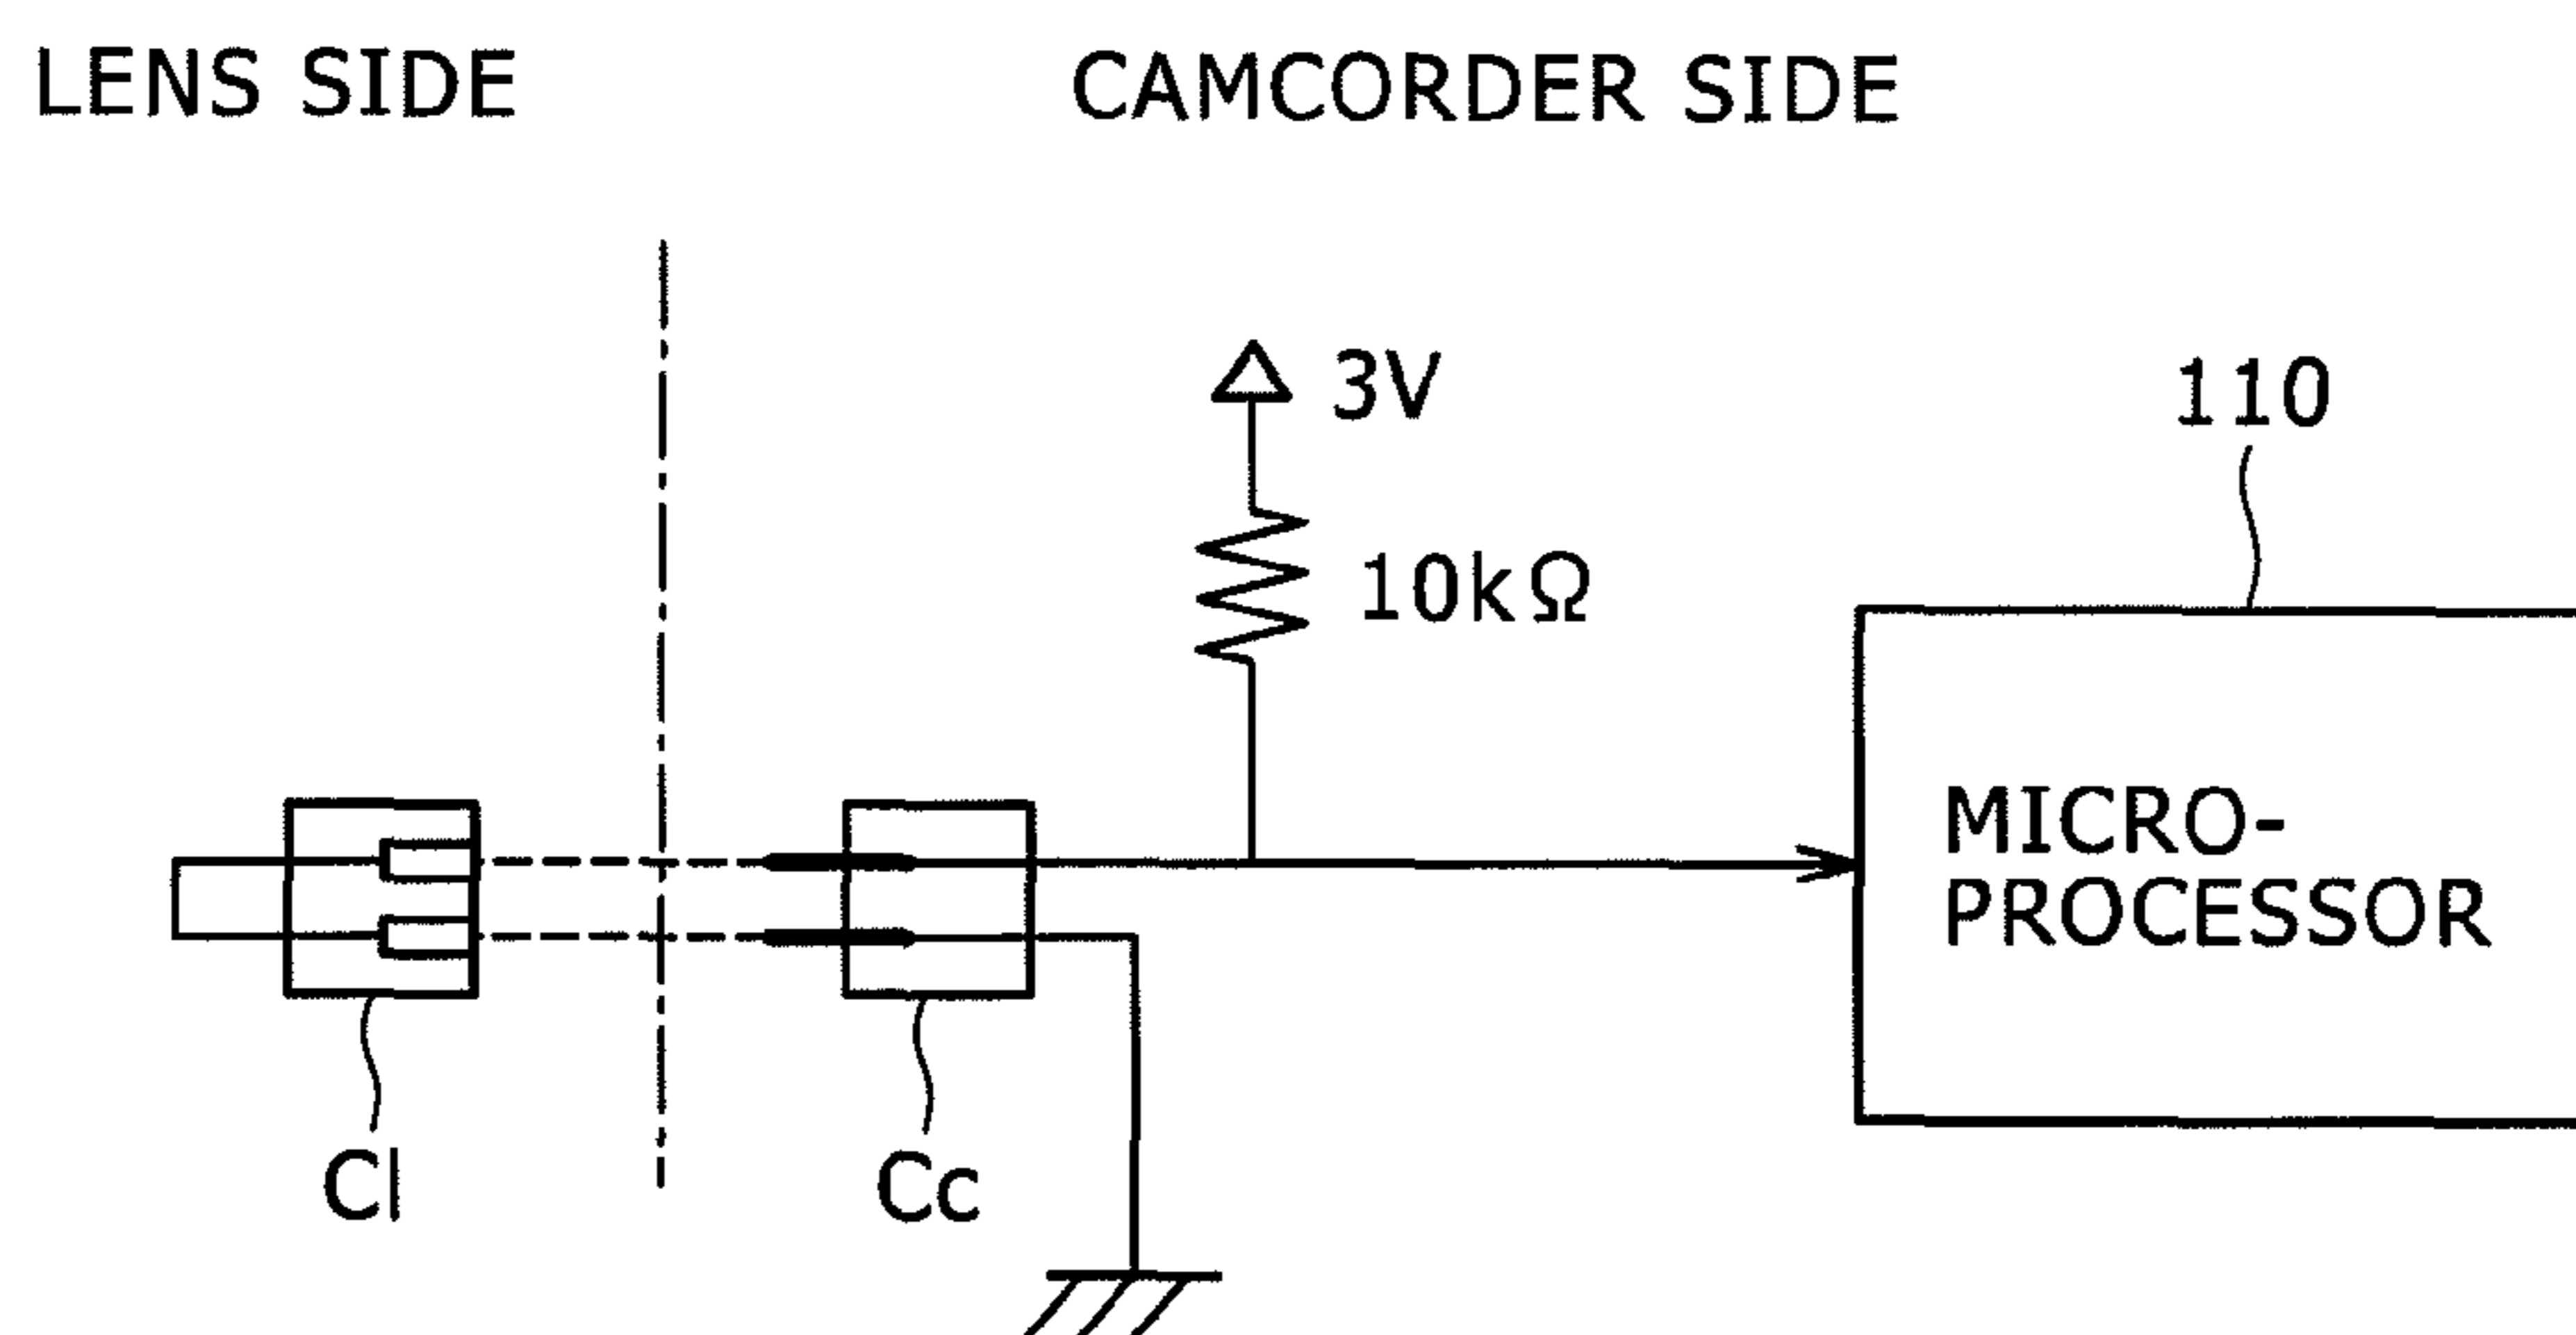 LENS SIDE
CAMCORDER SIDE
3V
110
10kΩ
MICRO-
PROCESSOR
Cl
Cc